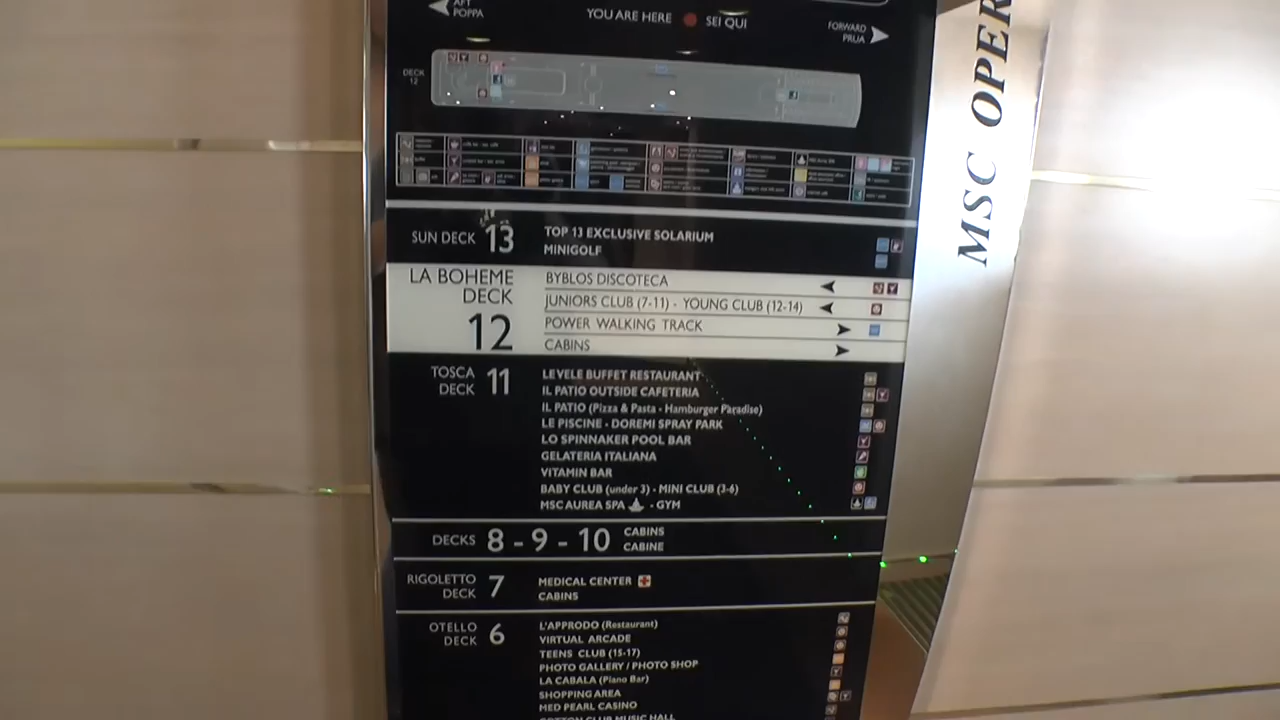 AFT
POPPA
YOU ARE HERE SEI QUI
FORWARD
PRUA
DECK
12
MSC OPER
SUN DECK 13
TOP 13 EXCLUSIVE SOLARIUM
MINIGOLF
LA BOHEME
DECK
12
BYBLOS DISCOTECA
JUNIORS CLUB (7-11) - YOUNG CLUB (12-14)
POWER WALKING TRACK
CABINS
TOSCA
DECK 11
LE VELE BUFFET RESTAURANT
IL PATIO OUTSIDE CAFETERIA
IL PATIO (Pizza & Pasta - Hamburger Paradise)
LE PISCINE - DOREMI SPRAY PARK
LO SPINNAKER POOL BAR
GELATERIA ITALIANA
VITAMIN BAR
BABY CLUB (under 3) - MINI CLUB (3-6)
MSC AUREA SPA - GYM
DECKS 8 - 9 - 10
CABINS
CABINE
RIGOLETTO
DECK 7
MEDICAL CENTER
CABINS
OTELLO
DECK 6
L'APPRODO (Restaurant)
VIRTUAL ARCADE
TEENS CLUB (15-17)
PHOTO GALLERY / PHOTO SHOP
LA CABALA (Piano Bar)
SHOPPING AREA
MED PEARL CASINO
COTTON CLUB MUSIC HALL